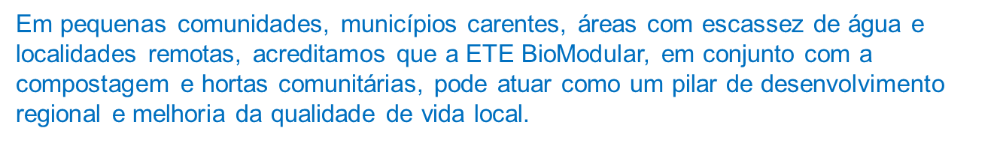 Em pequenas comunidades, municípios carentes, áreas com escassez de água e
localidades remotas, acreditamos que a ETE BioModular, em conjunto com a
compostagem e hortas comunitárias, pode atuar como um pilar de desenvolvimento
regional e melhoria da qualidade de vida local.